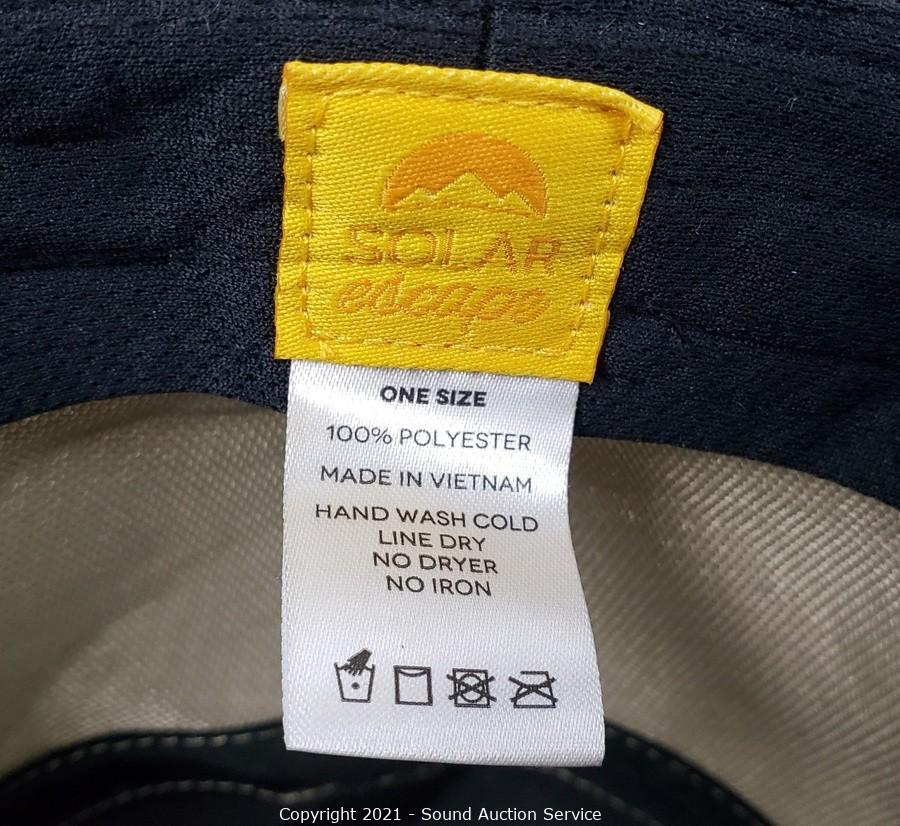 SOLAR
escape
ONE SIZE
100% POLYESTER
MADE IN VIETNAM
HAND WASH COLD
LINE DRY
NO DRYER
NO IRON
Copyright 2021 - Sound Auction Service